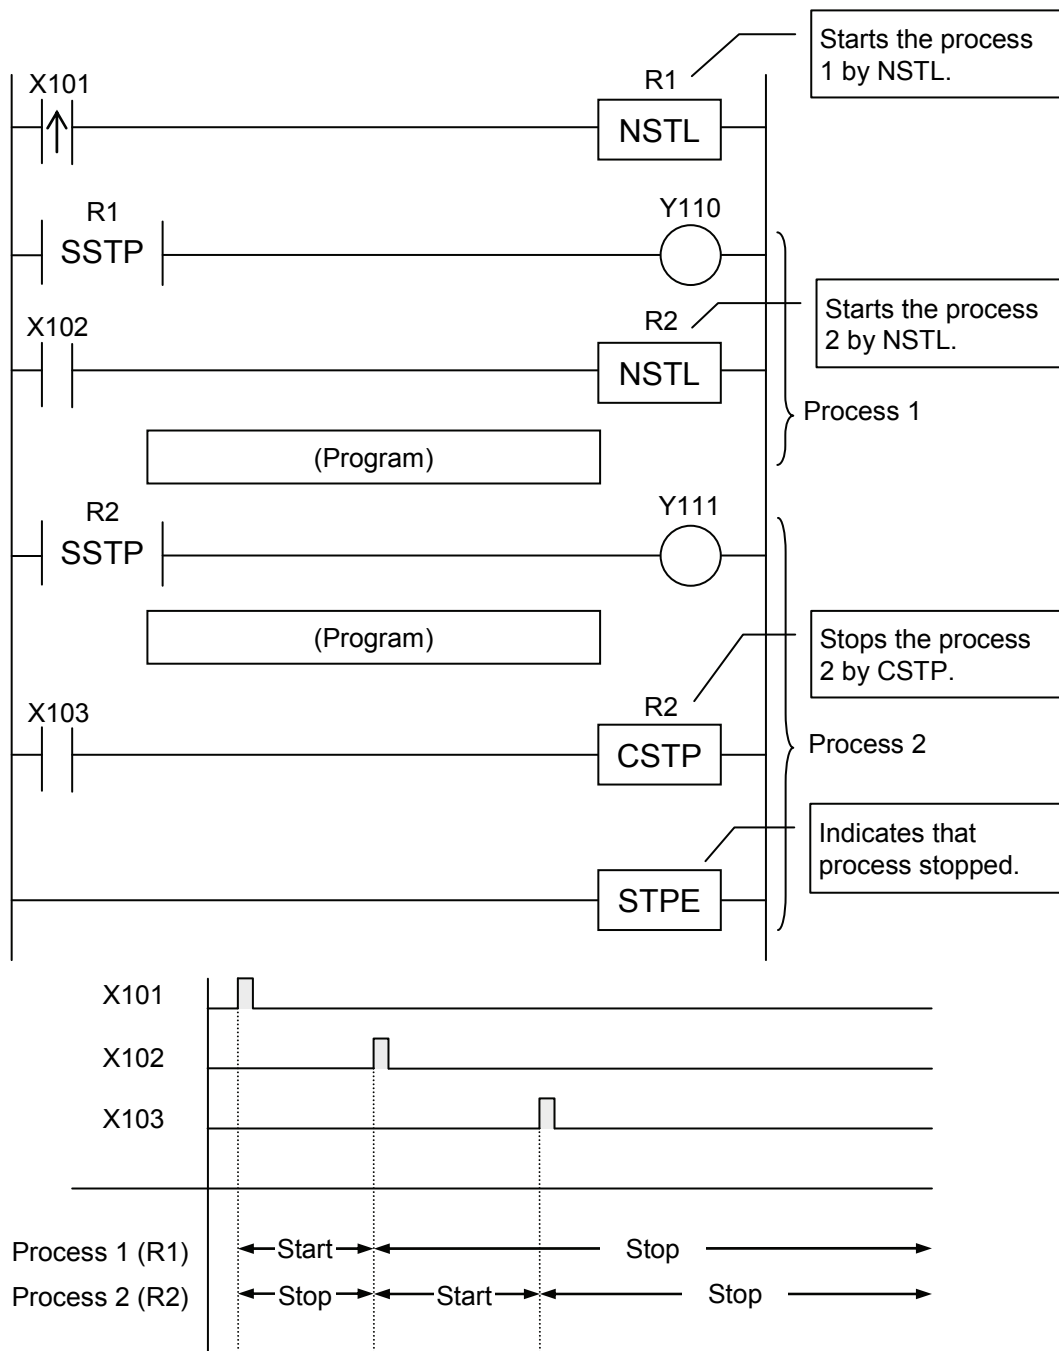 Starts the process
1 by NSTL.
X101
R1
NSTL
R1
SSTP
Y110
Starts the process
2 by NSTL.
X102
R2
NSTL
Process 1
(Program)
R2
SSTP
Y111
(Program)
Stops the process
2 by CSTP.
X103
R2
CSTP
Process 2
Indicates that
process stopped.
STPE
X101
X102
X103
Process 1 (R1) Start Stop
Process 2 (R2) Stop Start Stop